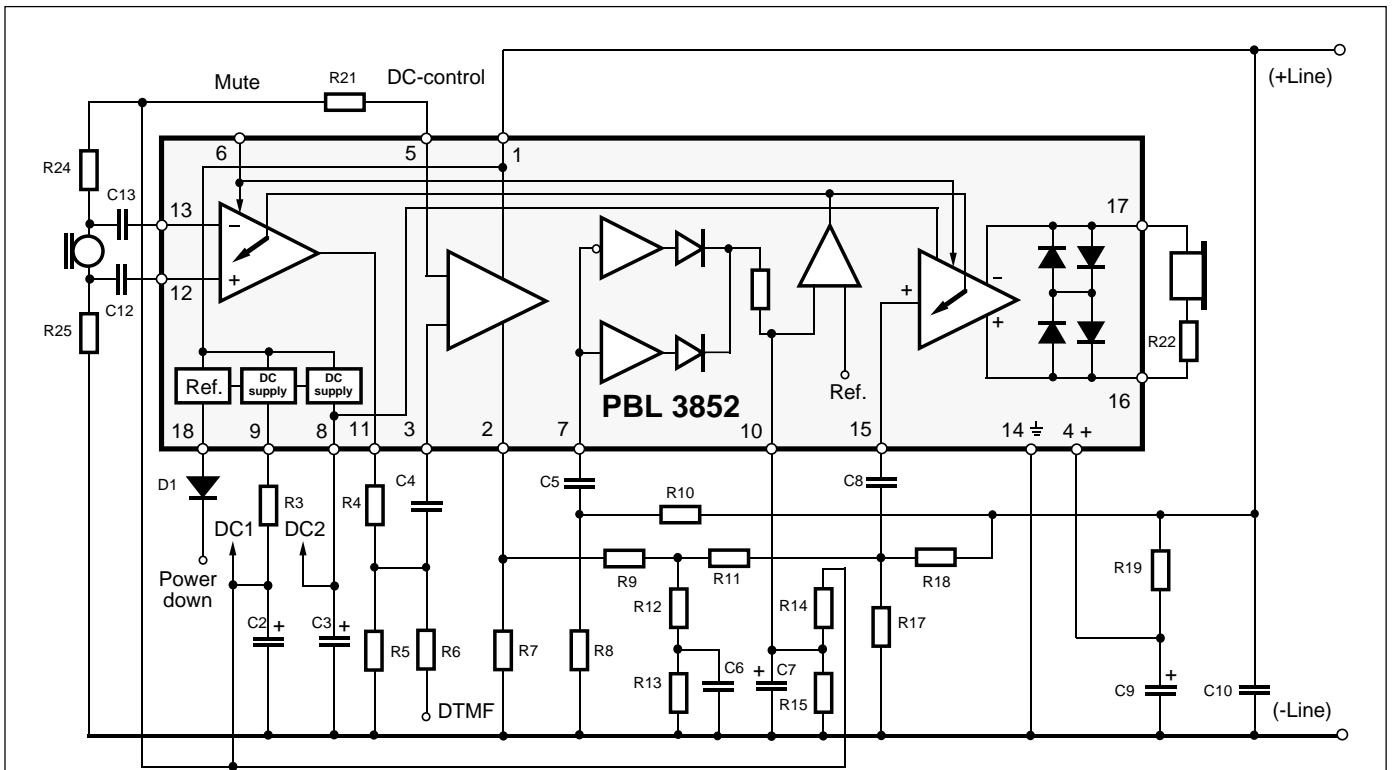 (+Line)
Mute
R21
DC-control
R24
6
5
1
C13
13
17
12
C12
R25
R22
16
Ref.
DC
supply
DC
supply
Ref.
PBL 3852
18
9
8
11
3
2
7
10
15
14
4 +
D1
R3
R4
C4
C5
R10
C8
DC1
DC2
R9
R11
R18
R19
Power
down
R12
R14
R17
C2
+
C3
+
R5
R6
R7
R8
R13
C6
+
C7
R15
C9
+
C10
DTMF
(-Line)